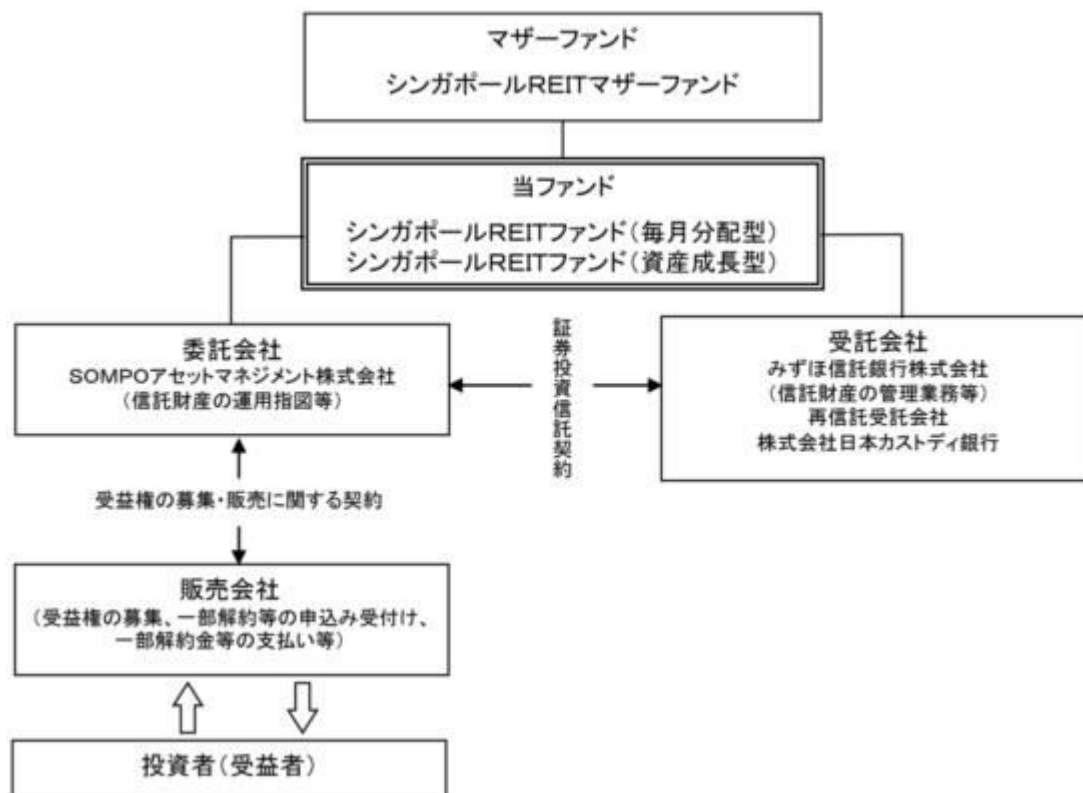 マザーファンド
シンガポールREITマザーファンド
当ファンド
シンガポールREITファンド(毎月分配型)
シンガポールREITファンド(資産成長型)
委託会社
SOMPOアセットマネジメント株式会社
(信託財産の運用指図等)
証券投資信託契約
受託会社
みずほ信託銀行株式会社
(信託財産の管理業務等)
再信託受託会社
株式会社日本カストディ銀行
受益権の募集・販売に関する契約
販売会社
(受益権の募集、一部解約等の申込み受付け、
一部解約金等の支払い等)
投資者(受益者)